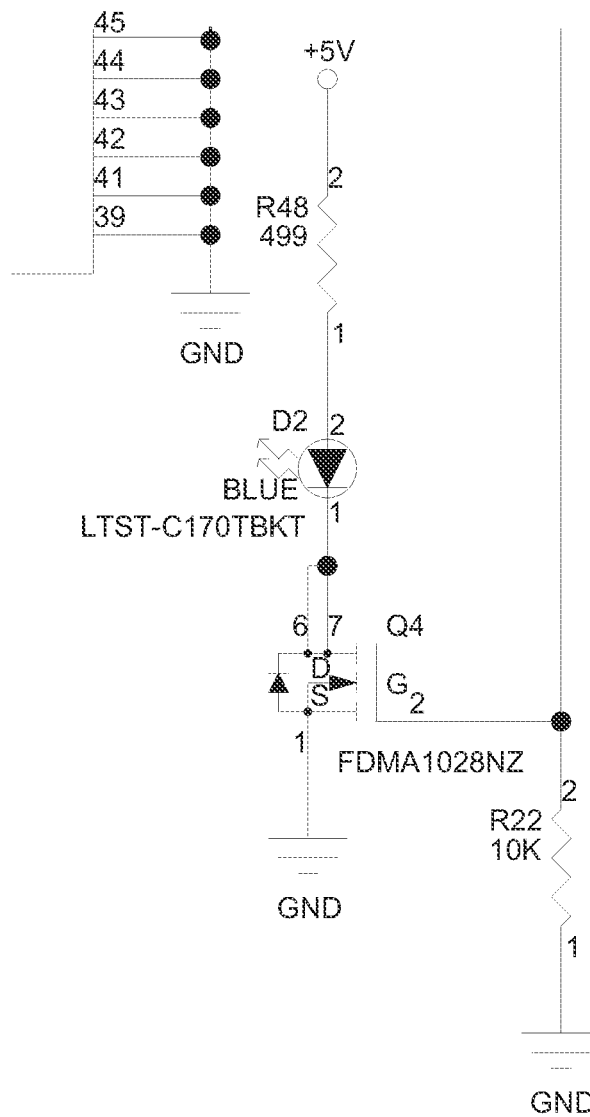 45
44
43
42
41
39
GND
+5V
2
R48
499
1
D2
2
BLUE
1
LTST-C170TBKT
6
7
Q4
D
G
S
2
1
FDMA1028NZ
GND
2
R22
10K
1
GND